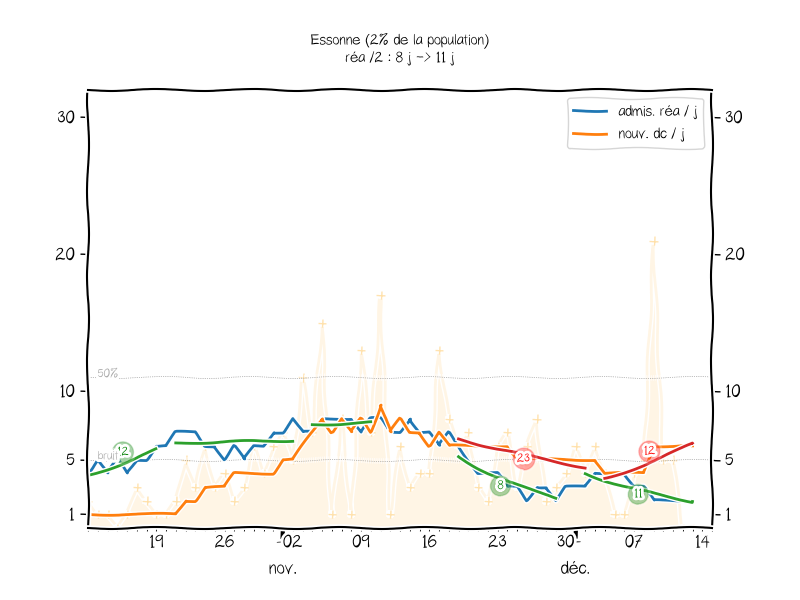 Essonne (2% de la population)
réa /2 : 8 j -> 11 j
admis. réa / j
nouv. dc / j
30 30
20 20
50%
10 10
12 bruit 23 12
5 5
8 11
1 1
19 26 02 09 16 23 30 07 14
nov. déc.